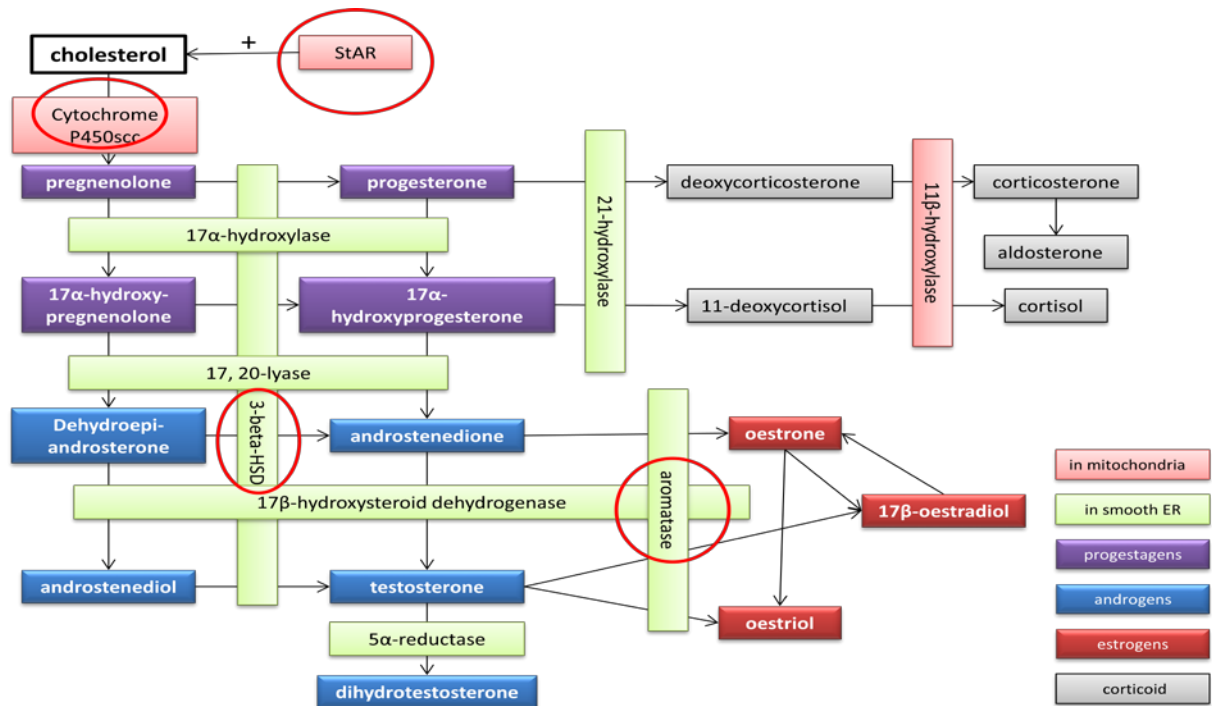 cholesterol
+
StAR
Cytochrome
P450scc
pregnenolone
progesterone
deoxycorticosterone
corticosterone
21-hydroxylase
11β-hydroxylase
17α-hydroxylase
aldosterone
17α-hydroxy-
pregnenolone
17α-
hydroxyprogesterone
11-deoxycortisol
cortisol
17, 20-lyase
3-beta-HSD
Dehydroepi-
androsterone
androstenedione
oestrone
aromatase
17β-hydroxysteroid dehydrogenase
17β-oestradiol
androstenediol
testosterone
oestriol
5α-reductase
dihydrotestosterone
in mitochondria
in smooth ER
progestagens
androgens
estrogens
corticoid